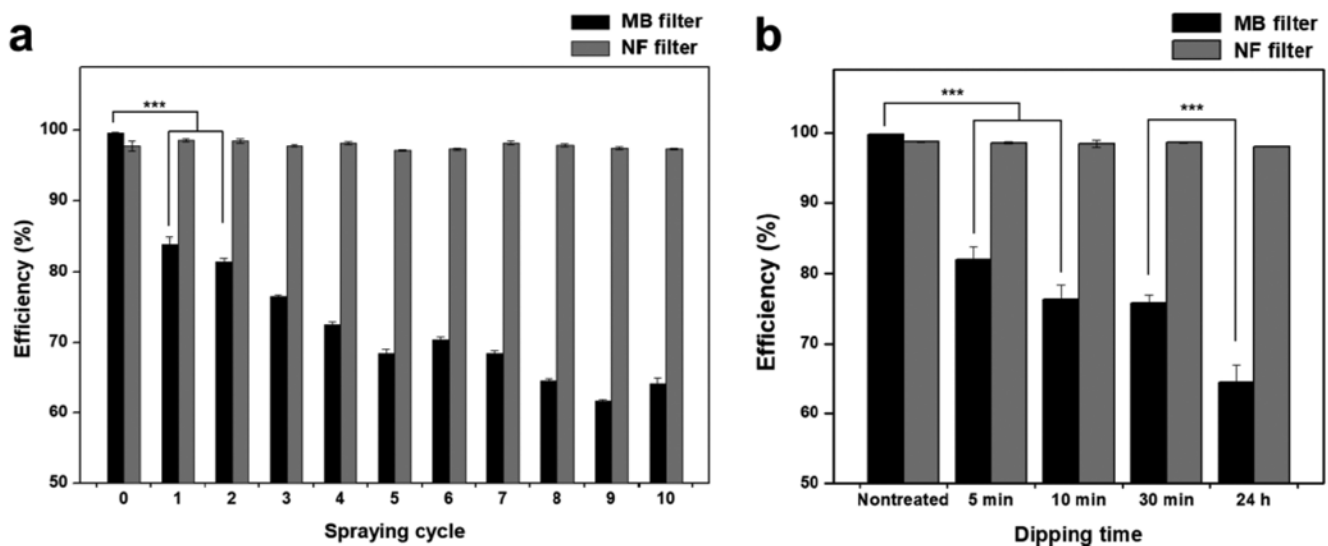 a
MB filter
NF filter
***
Efficiency (%)
100
90
80
70
60
50
0 1 2 3 4 5 6 7 8 9 10
Spraying cycle
b
MB filter
NF filter
***
***
Efficiency (%)
100
90
80
70
60
50
Nontreated 5 min 10 min 30 min 24 h
Dipping time